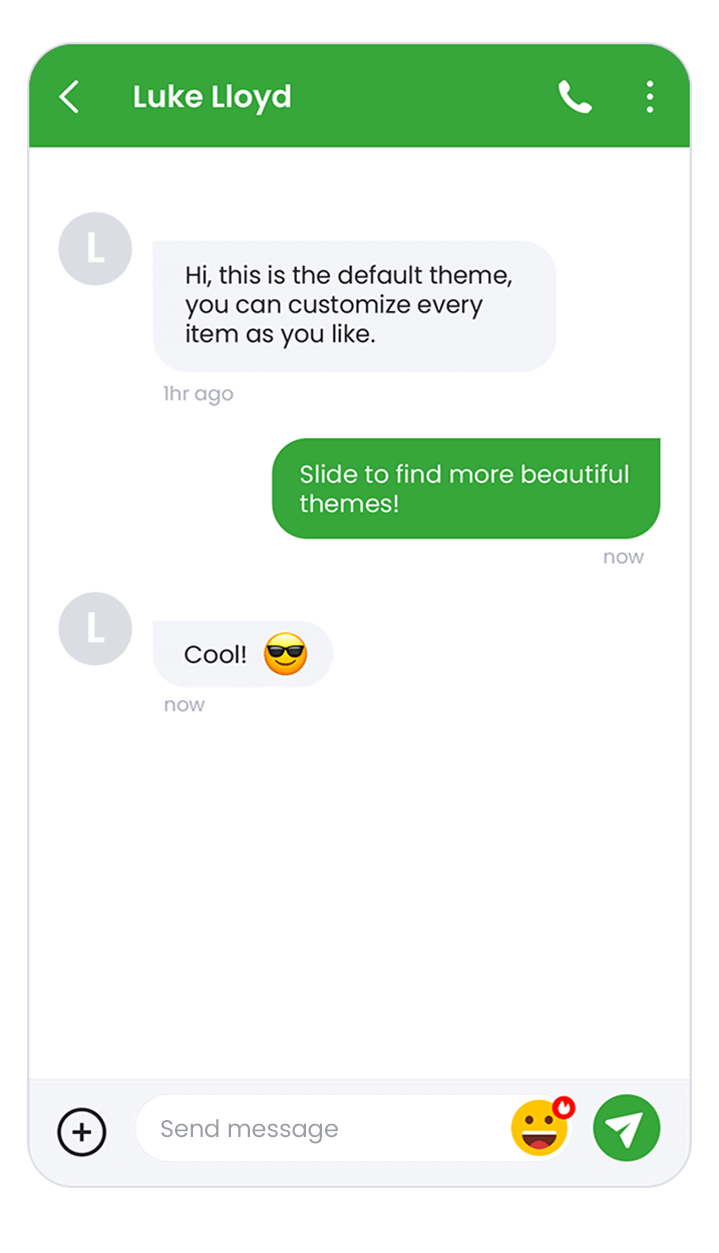 Luke Lloyd
L
Hi, this is the default theme,
you can customize every
item as you like.
1hr ago
Slide to find more beautiful
themes!
now
L
Cool! 😎
now
Send message